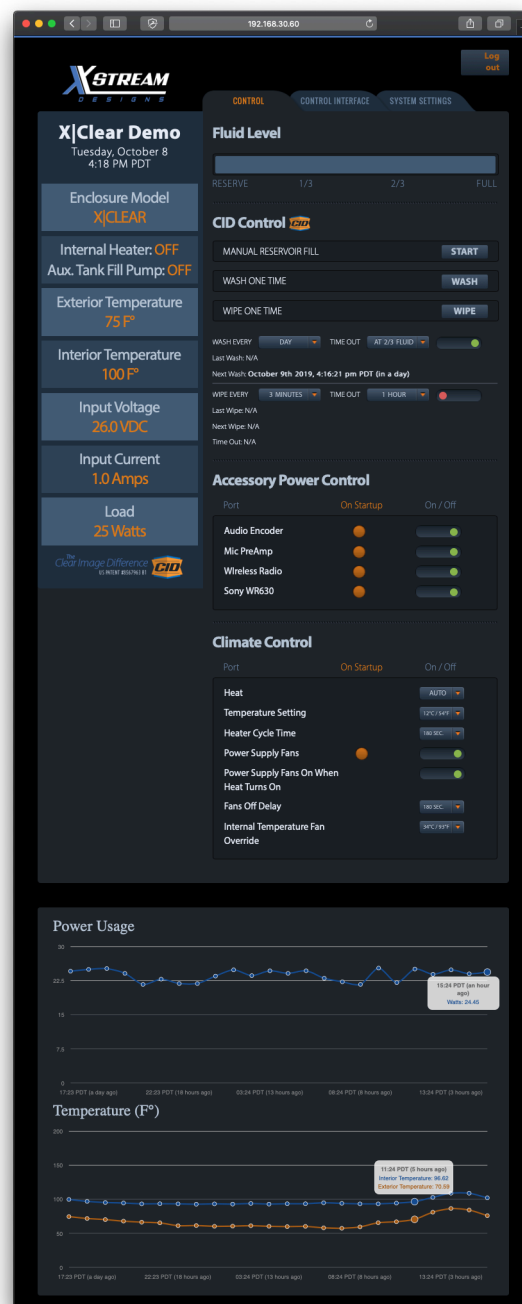 192.168.30.60
Log out
XSTREAM
DESIGNS
CONTROL
CONTROL INTERFACE
SYSTEM SETTINGS
X|Clear Demo
Tuesday, October 8
4:18 PM PDT
Enclosure Model
X|CLEAR
Internal Heater: OFF
Aux. Tank Fill Pump: OFF
Exterior Temperature
75 F°
Interior Temperature
100 F°
Input Voltage
26.0 VDC
Input Current
1.0 Amps
Load
25 Watts
The
Clear Image Difference
CID
Fluid Level
RESERVE 1/3 2/3 FULL
CID Control CID
MANUAL RESERVOIR FILL START
WASH ONE TIME WASH
WIPE ONE TIME WIPE
WASH EVERY DAY TIME OUT AT 2/3 FLUID
Last Wash: N/A
Next Wash: October 9th 2019, 4:16:21 pm PDT (in a day)
WIPE EVERY 3 MINUTES TIME OUT 1 HOUR
Last Wipe: N/A
Next Wipe: N/A
Time Out: N/A
Accessory Power Control
Port On Startup On / Off
Audio Encoder
Mic PreAmp
WIreless Radio
Sony WR630
Climate Control
Port On Startup On / Off
Heat AUTO
Temperature Setting 12°C / 54°F
Heater Cycle Time 180 SEC.
Power Supply Fans
Power Supply Fans On When
Heat Turns On
Fans Off Delay 180 SEC.
Internal Temperature Fan 34°C / 93°F
Override
Power Usage
30
22.5
15
7.5
0
15:24 PDT (an hour
ago)
Watts: 24.45
17:23 PDT (a day ago) 22:23 PDT (18 hours ago) 03:24 PDT (13 hours ago) 08:24 PDT (8 hours ago) 13:24 PDT (3 hours ago)
Temperature (F°)
200
150
100
50
0
11:24 PDT (5 hours ago)
Interior Temperature: 96.62
Exterior Temperature: 70.59
17:23 PDT (a day ago) 22:23 PDT (18 hours ago) 03:24 PDT (13 hours ago) 08:24 PDT (8 hours ago) 13:24 PDT (3 hours ago)